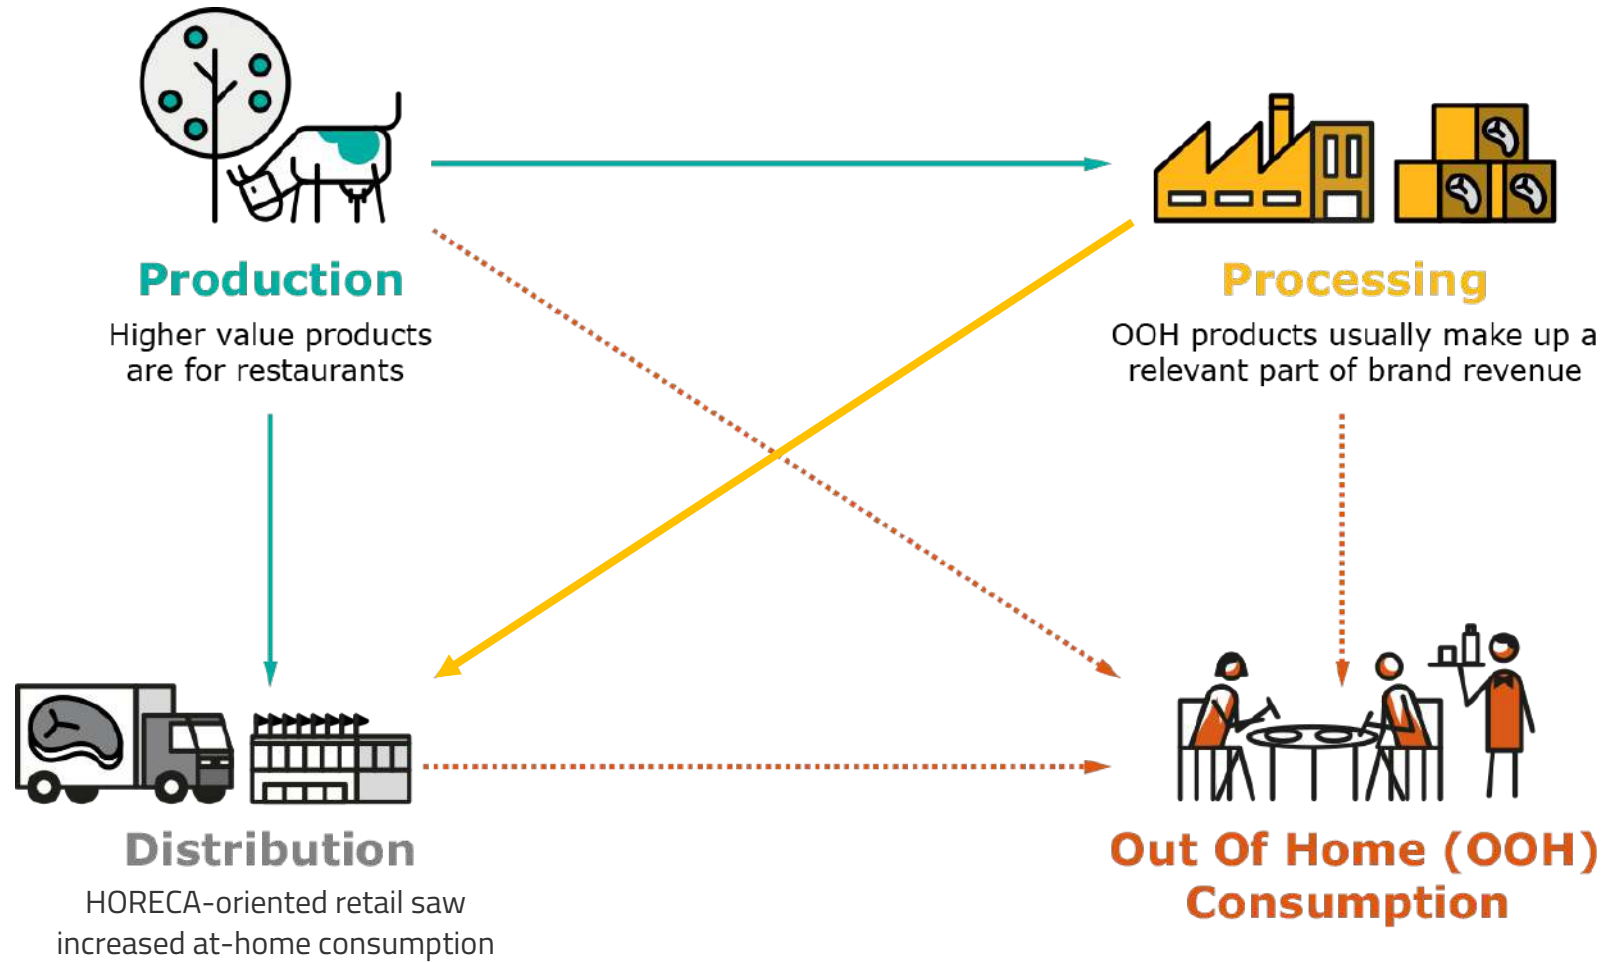 Production
Higher value products
are for restaurants
Processing
OOH products usually make up a
relevant part of brand revenue
Distribution
HORECA-oriented retail saw
increased at-home consumption
Out Of Home (OOH)
Consumption